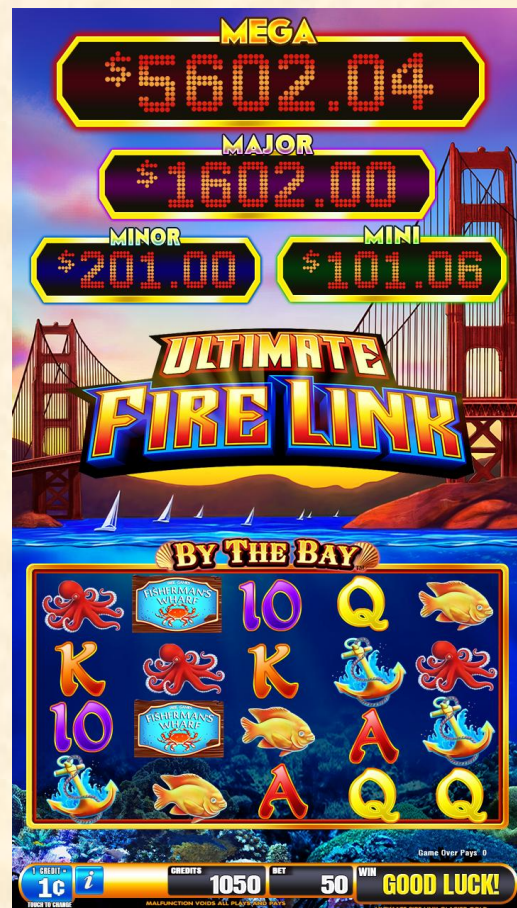 MEGA
$5602.04
MAJOR
$1602.00
MINOR
MINI
$201.00
$101.06
ULTIMATE
FIRE LINK
BY THE BAY
FISHERMAN'S
WHARF
10
Q
K
K
10
FISHERMAN'S
WHARF
A
A
Q
Q
Game Over Pays 0
1 CREDIT =
1¢
TOUCH TO CHANGE
i
CREDITS
1050
BET
50
WIN
GOOD LUCK!
MALFUNCTION VOIDS ALL PLAYS AND PAYS